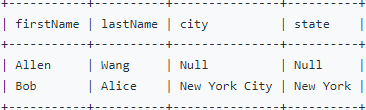 +-----------+----------+---------------+----------+
| firstName | lastName | city          | state    |
+-----------+----------+---------------+----------+
| Allen     | Wang     | Null          | Null     |
| Bob       | Alice    | New York City | New York |
+-----------+----------+---------------+----------+